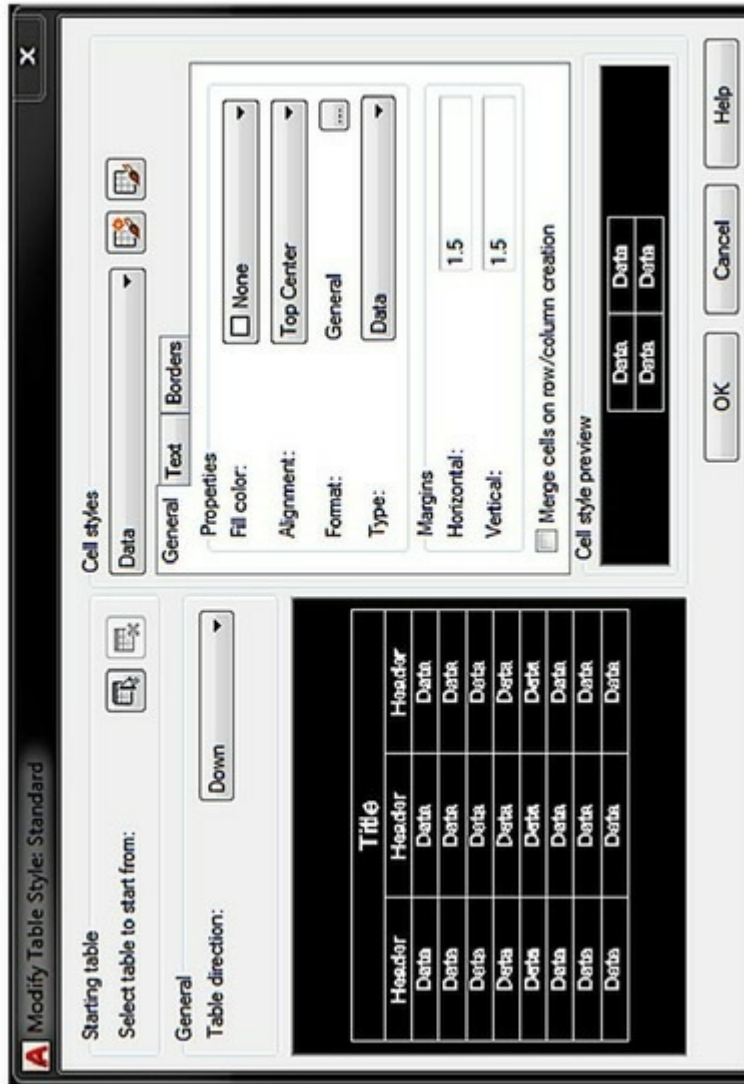 A Modify Table Style: Standard
X
Starting table
Select table to start from:
General
Table direction:
Down
Title
Header Header Header
Data Data Data
Data Data Data
Data Data Data
Data Data Data
Data Data Data
Data Data Data
Data Data Data
Data Data Data
Cell styles
Data
General Text Borders
Properties
Fill color:
None
Alignment:
Top Center
Format:
General
...
Type:
Data
Margins
Horizontal:
1.5
Vertical:
1.5
Merge cells on row/column creation
Cell style preview
Data Data
Data Data
OK Cancel Help